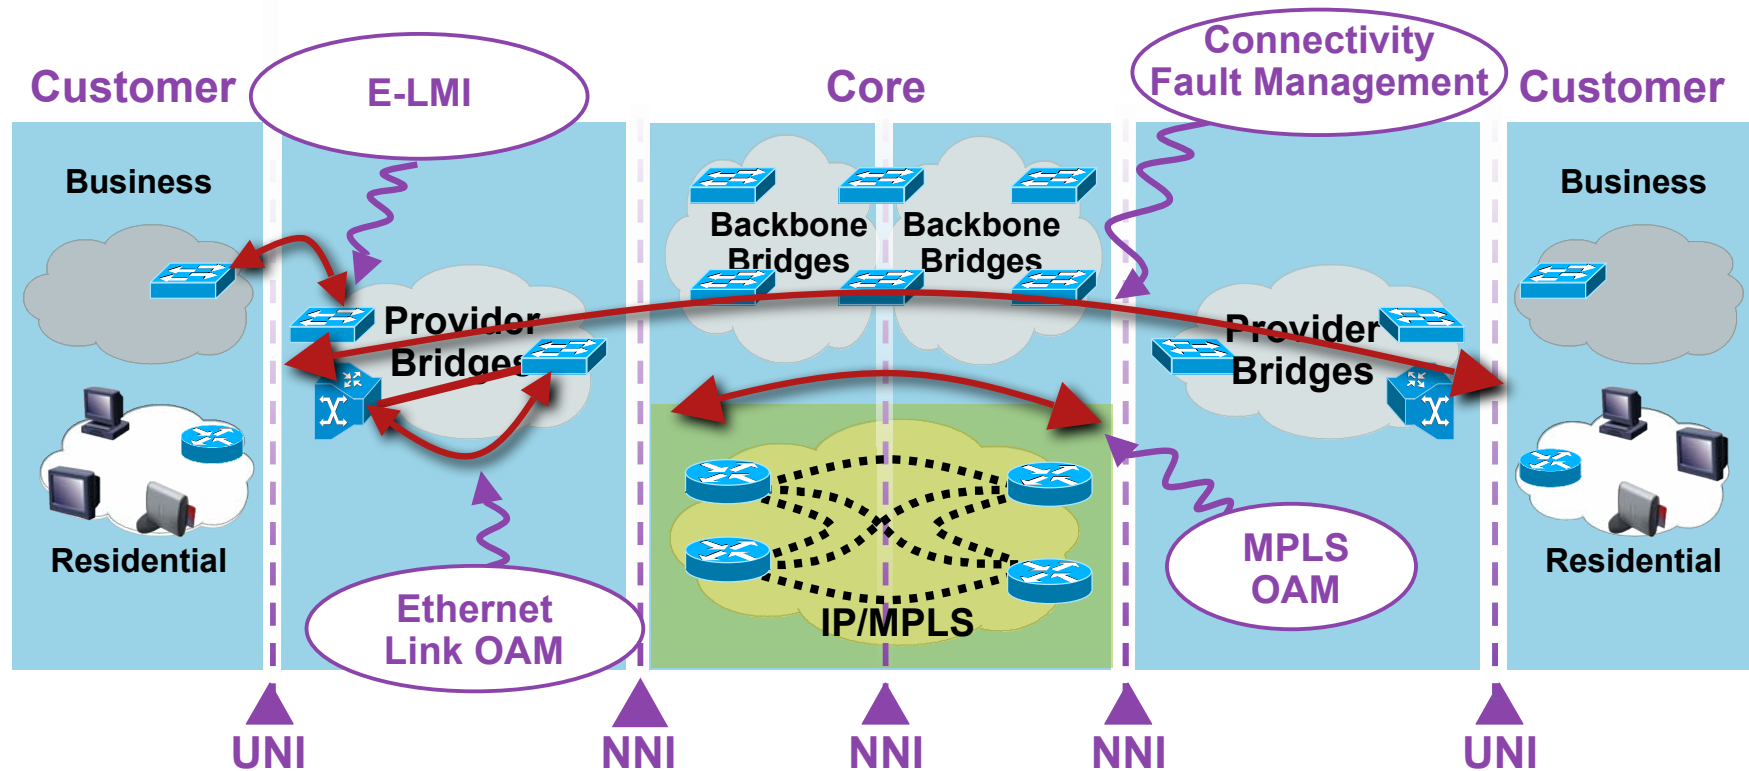 Customer
E-LMI
Core
Connectivity
Fault Management
Customer
Business
Backbone
Bridges
Backbone
Bridges
Business
Provider
Bridges
Provider
Bridges
Residential
Ethernet
Link OAM
IP/MPLS
MPLS
OAM
Residential
UNI
NNI
NNI
NNI
UNI